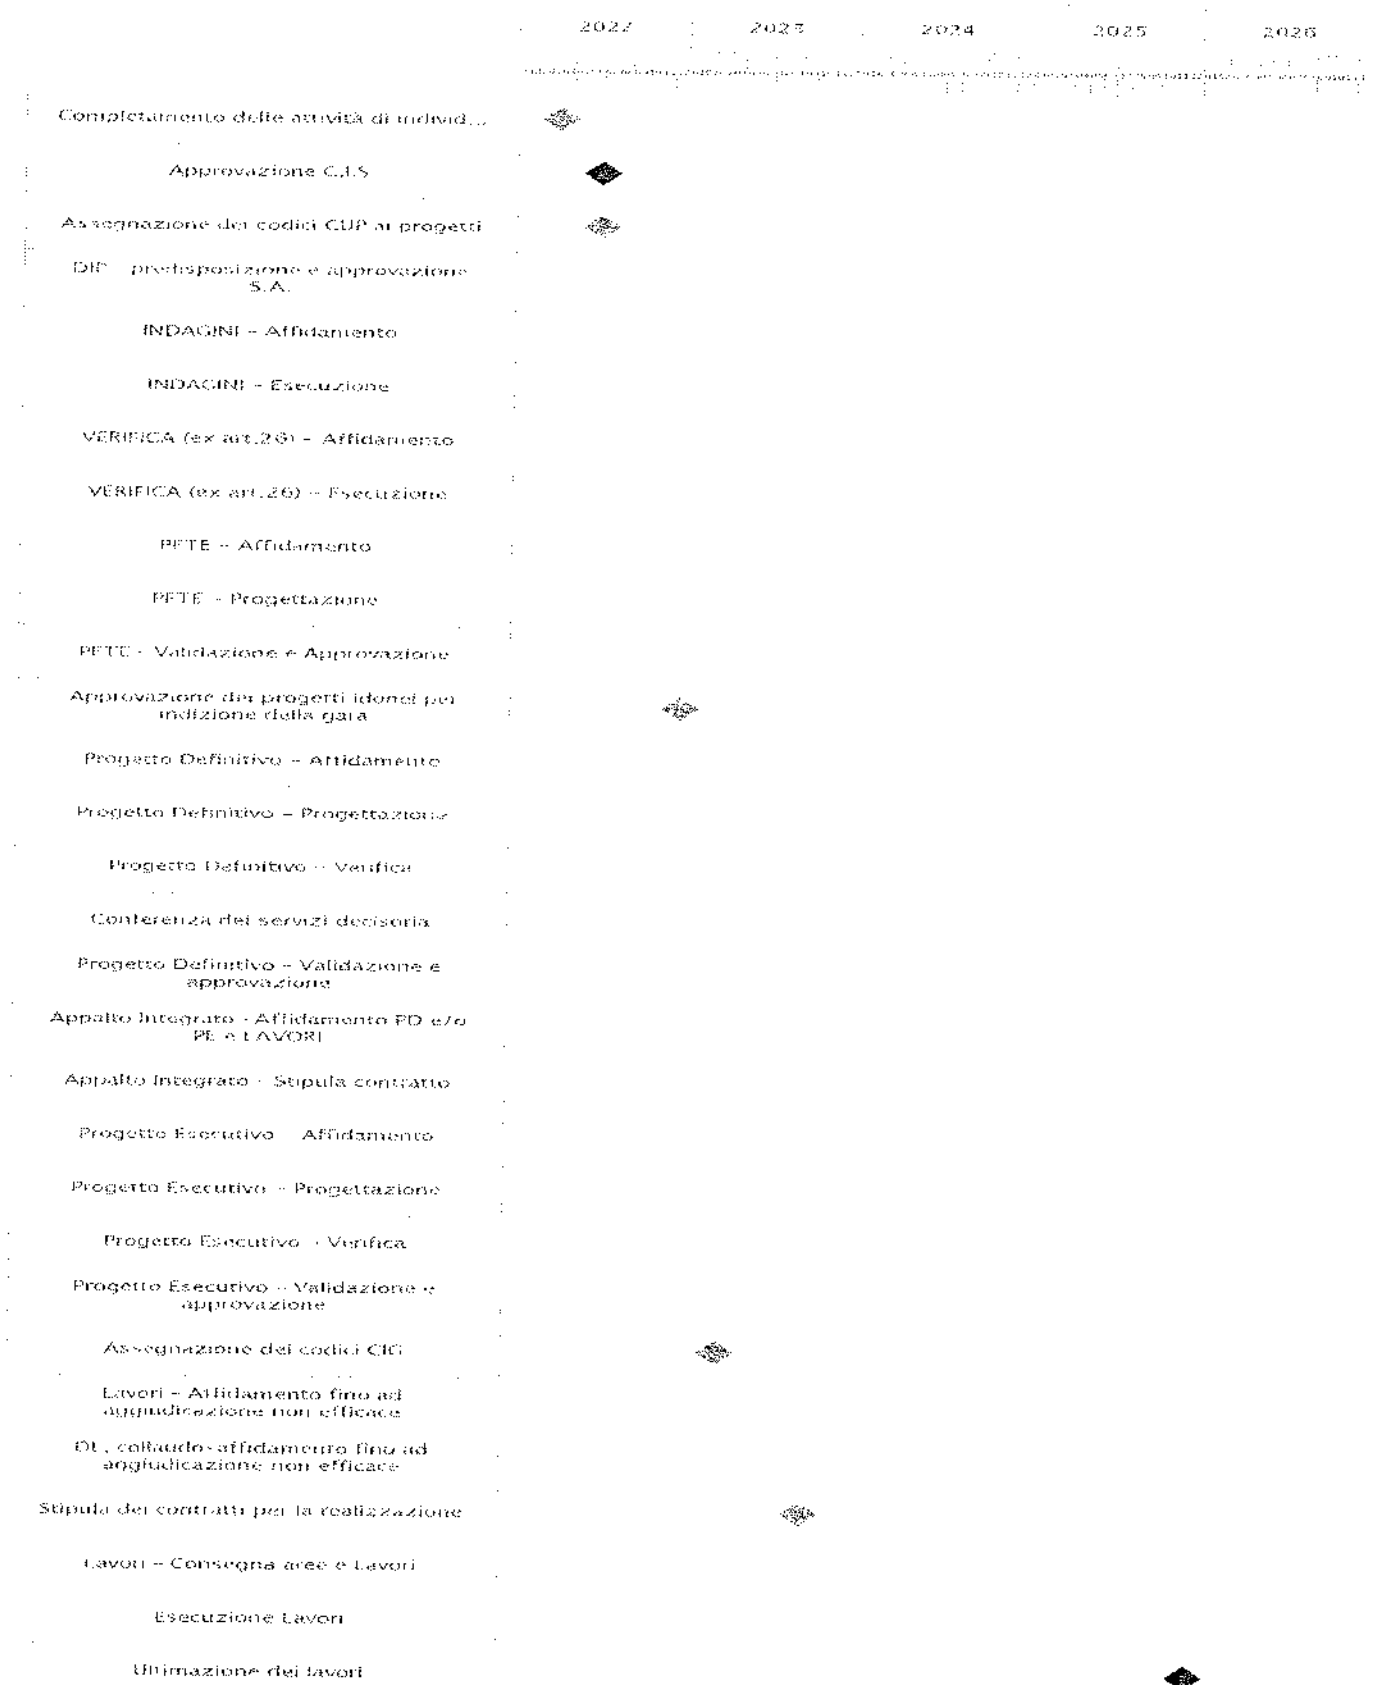 2022 2023 2024 2025 2026
Completamento delle attività di individ...
Approvazione C.I.S
Assegnazione dei codici CUP ai progetti
DIP - predisposizione e approvazione
S.A.
INDAGINI – Affidamento
INDAGINI – Esecuzione
VERIFICA (ex art.26) – Affidamento
VERIFICA (ex art.26) – Esecuzione
PFTE – Affidamento
PFTE - Progettazione
PFTE - Validazione e Approvazione
Approvazione dei progetti idonei per
indizione della gara
Progetto Definitivo – Affidamento
Progetto Definitivo – Progettazione
Progetto Definitivo – Verifica
Conferenza dei servizi decisoria
Progetto Definitivo – Validazione e
approvazione
Appalto Integrato - Affidamento PD e/o
PE e LAVORI
Appalto Integrato - Stipula contratto
Progetto Esecutivo – Affidamento
Progetto Esecutivo – Progettazione
Progetto Esecutivo – Verifica
Progetto Esecutivo – Validazione e
approvazione
Assegnazione dei codici CIG
Lavori – Affidamento fino ad
aggiudicazione non efficace
DL, collaudo-affidamento fino ad
aggiudicazione non efficace
Stipula dei contratti per la realizzazione
Lavori – Consegna aree e Lavori
Esecuzione Lavori
Ultimazione dei lavori